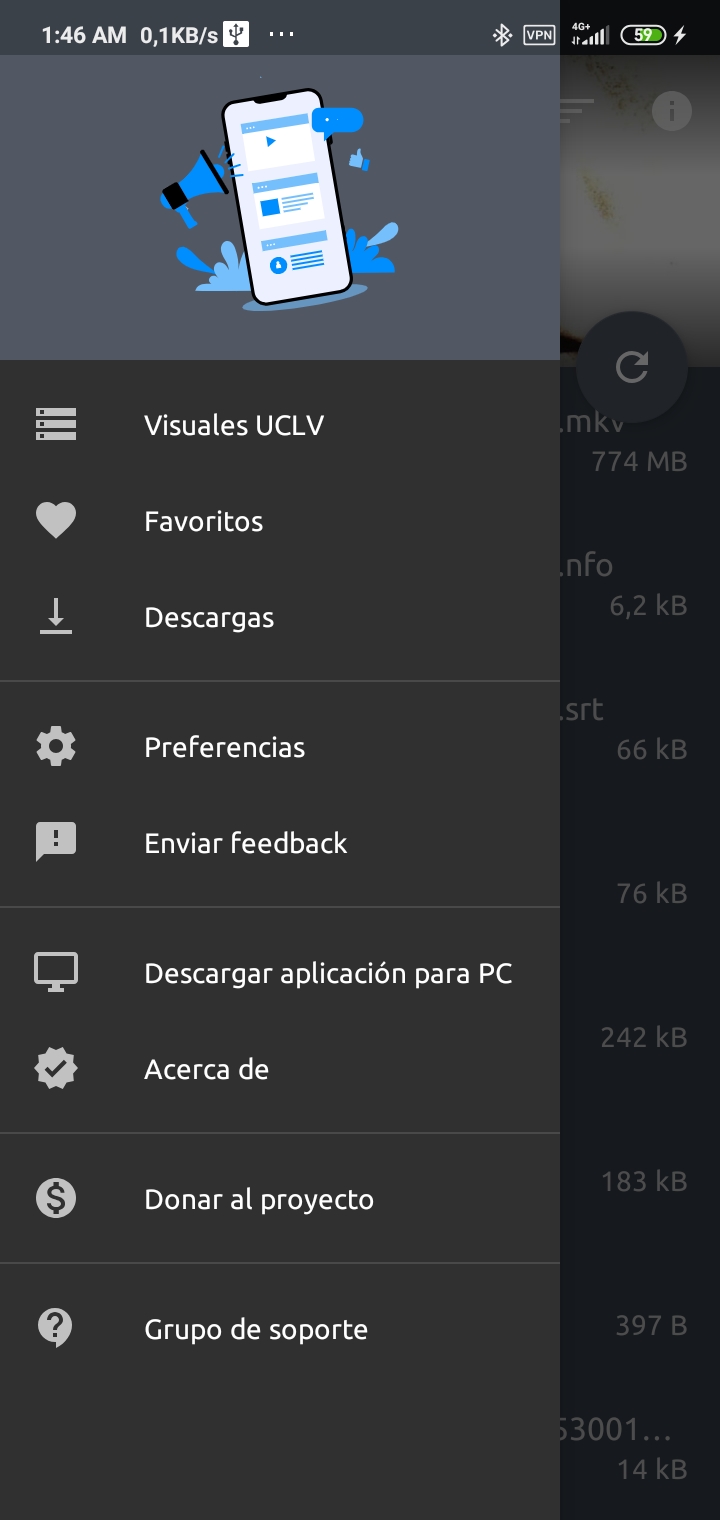 1:46 AM 0,1KB/s ... VPN 4G+ 59
Visuales UCLV
.mkv
774 MB
Favoritos
.nfo
6,2 kB
Descargas
.srt
66 kB
Preferencias
Enviar feedback
76 kB
Descargar aplicación para PC
242 kB
Acerca de
183 kB
Donar al proyecto
397 B
Grupo de soporte
53001...
14 kB